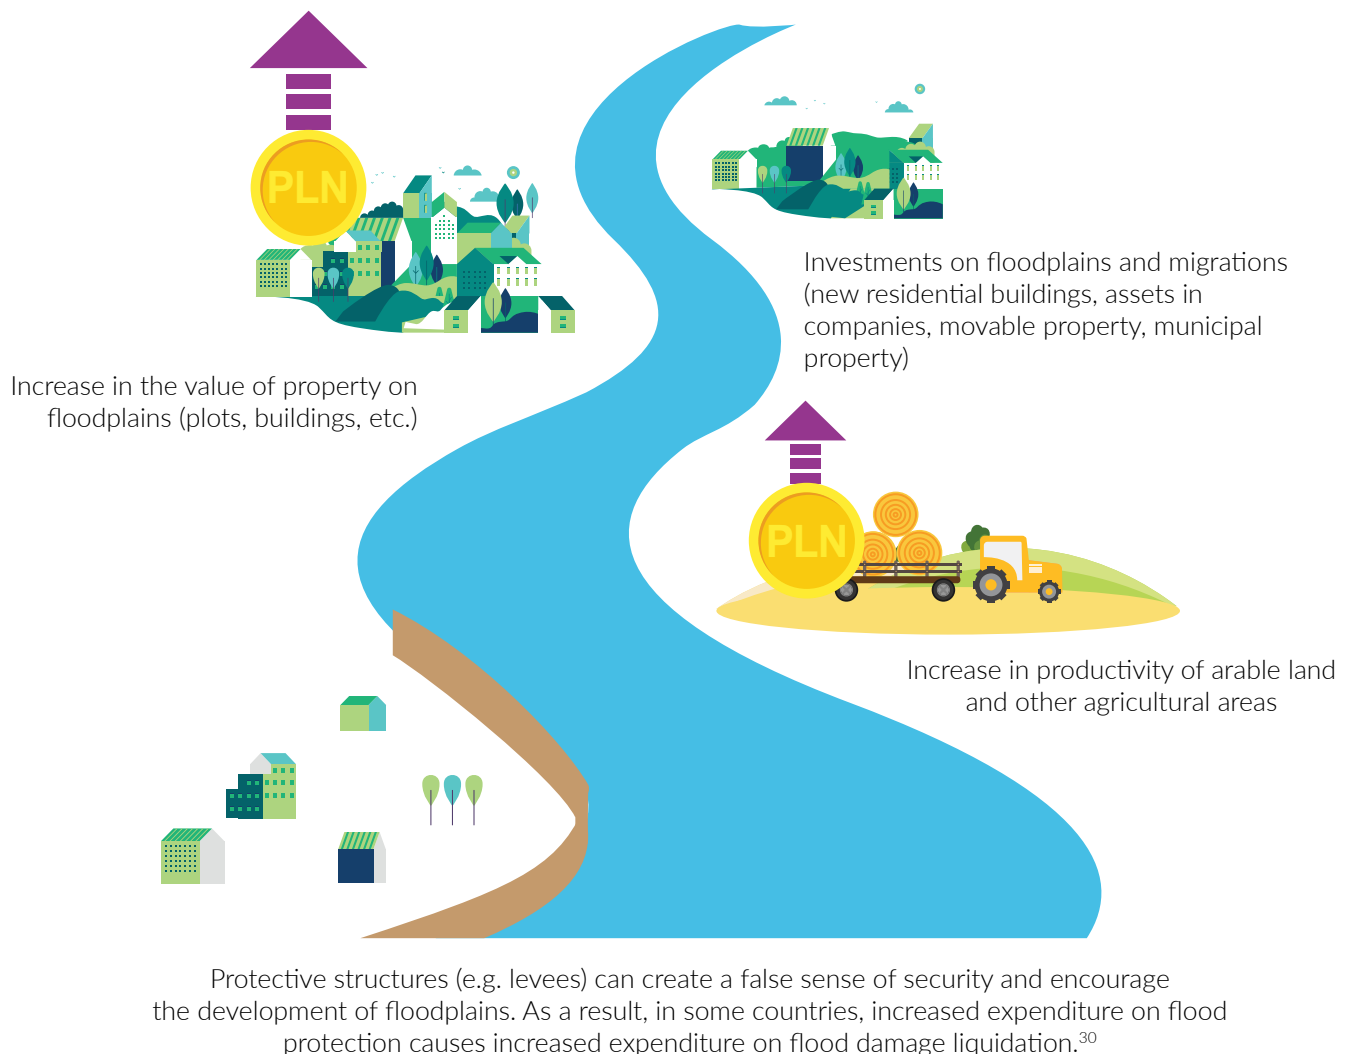 PLN
Investments on floodplains and migrations
(new residential buildings, assets in
companies, movable property, municipal
property)
Increase in the value of property on
floodplains (plots, buildings, etc.)
PLN
Increase in productivity of arable land
and other agricultural areas
Protective structures (e.g. levees) can create a false sense of security and encourage
the development of floodplains. As a result, in some countries, increased expenditure on flood
protection causes increased expenditure on flood damage liquidation.30